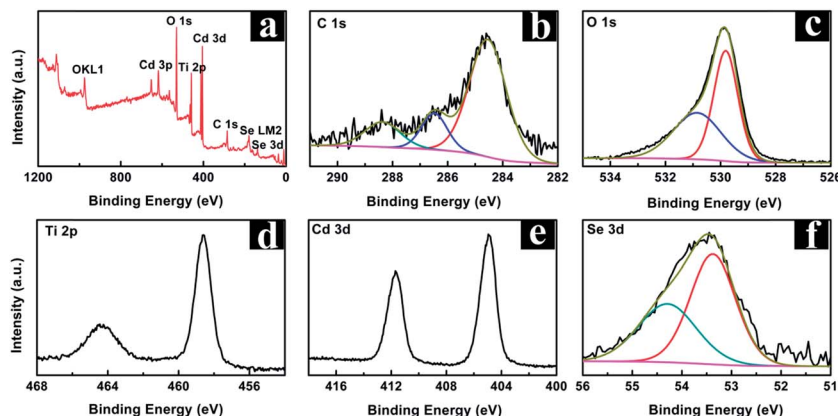 a
O 1s
Cd 3d
Cd 3p
Ti 2p
OKL1
C 1s
Se LM2
Se 3d
Intensity (a.u.)
1200 800 400 0
Binding Energy (eV)
b
C 1s
290 288 286 284 282
Binding Energy (eV)
c
O 1s
534 530 528 526
Binding Energy (eV)
d
Ti 2p
Intensity (a.u.)
468 464 460 456
Binding Energy (eV)
e
Cd 3d
416 412 408 404 400
Binding Energy (eV)
f
Se 3d
56 55 54 53 52 51
Binding Energy (eV)